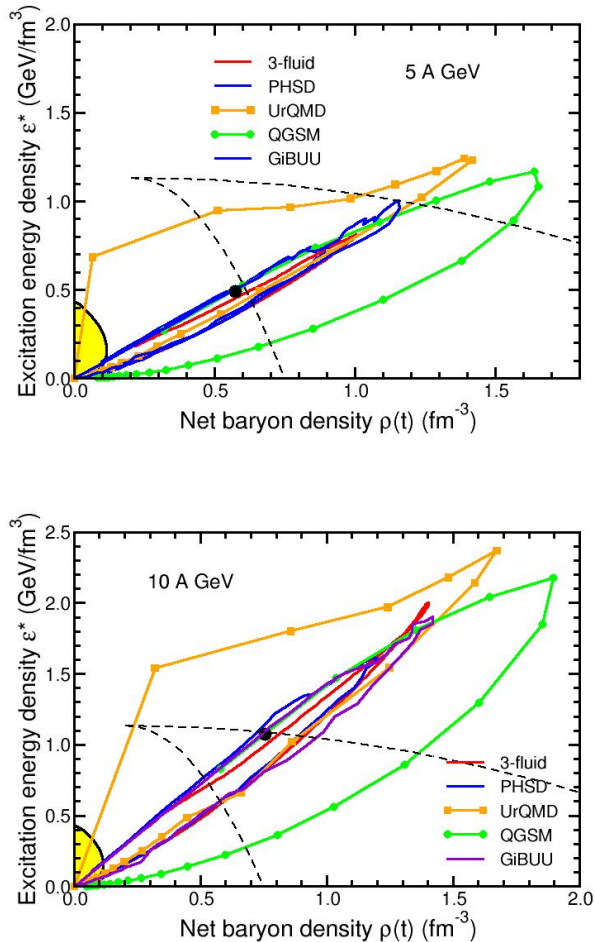 2.0
1.5
1.0
0.5
0.0
Excitation energy density ε* (GeV/fm³)
5 A GeV
3-fluid
PHSD
UrQMD
QGSM
GiBUU
0.0 0.5 1.0 1.5
Net baryon density ρ(t) (fm⁻³)
2.5
2.0
1.5
1.0
0.5
0.0
Excitation energy density ε* (GeV/fm³)
10 A GeV
3-fluid
PHSD
UrQMD
QGSM
GiBUU
0.0 0.5 1.0 1.5 2.0
Net baryon density ρ(t) (fm⁻³)